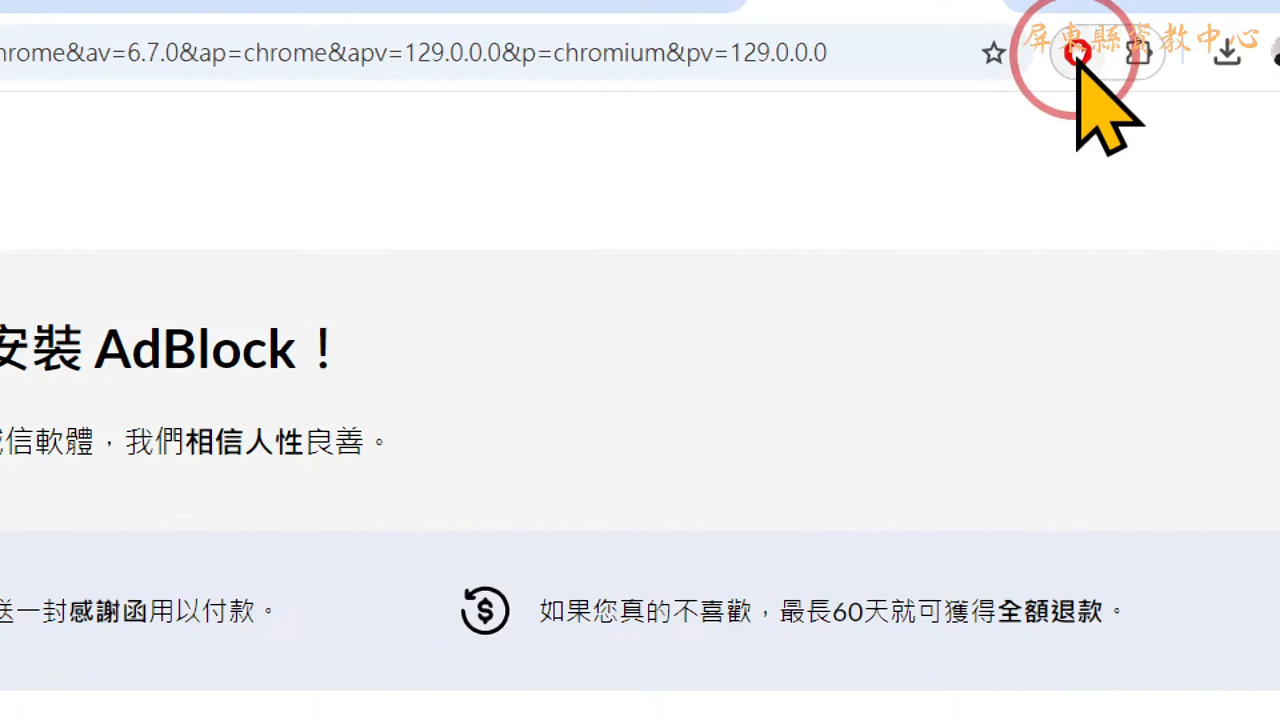 hrome&av=6.7.0&ap=chrome&apv=129.0.0.0&p=chromium&pv=129.0.0.0
屏東縣資教中心
安裝 AdBlock！
信軟體，我們相信人性良善。
送一封感謝函用以付款。
如果您真的不喜歡，最長60天就可獲得全額退款。